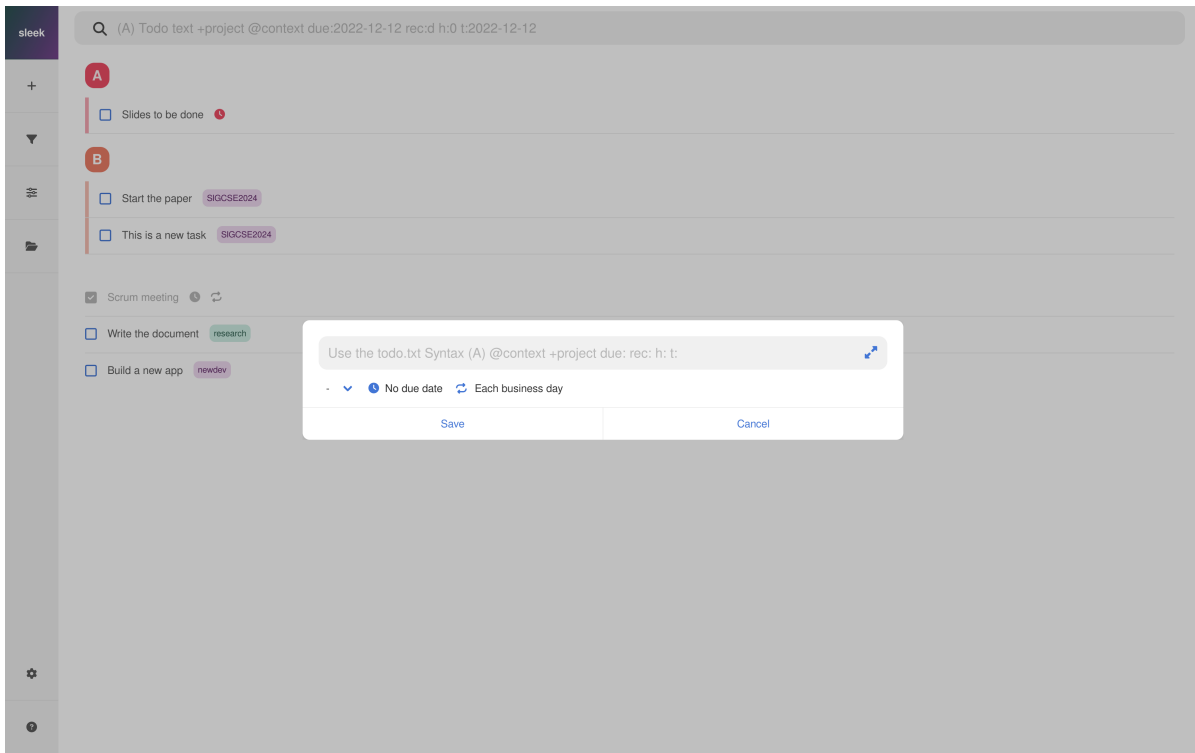 sleek
(A) Todo text +project @context due:2022-12-12 rec:d h:0 t:2022-12-12
A
Slides to be done
B
Start the paper SIGCSE2024
This is a new task SIGCSE2024
Scrum meeting
Write the document research
Build a new app newdev
Use the todo.txt Syntax (A) @context +project due: rec: h: t:
- No due date Each business day
Save Cancel